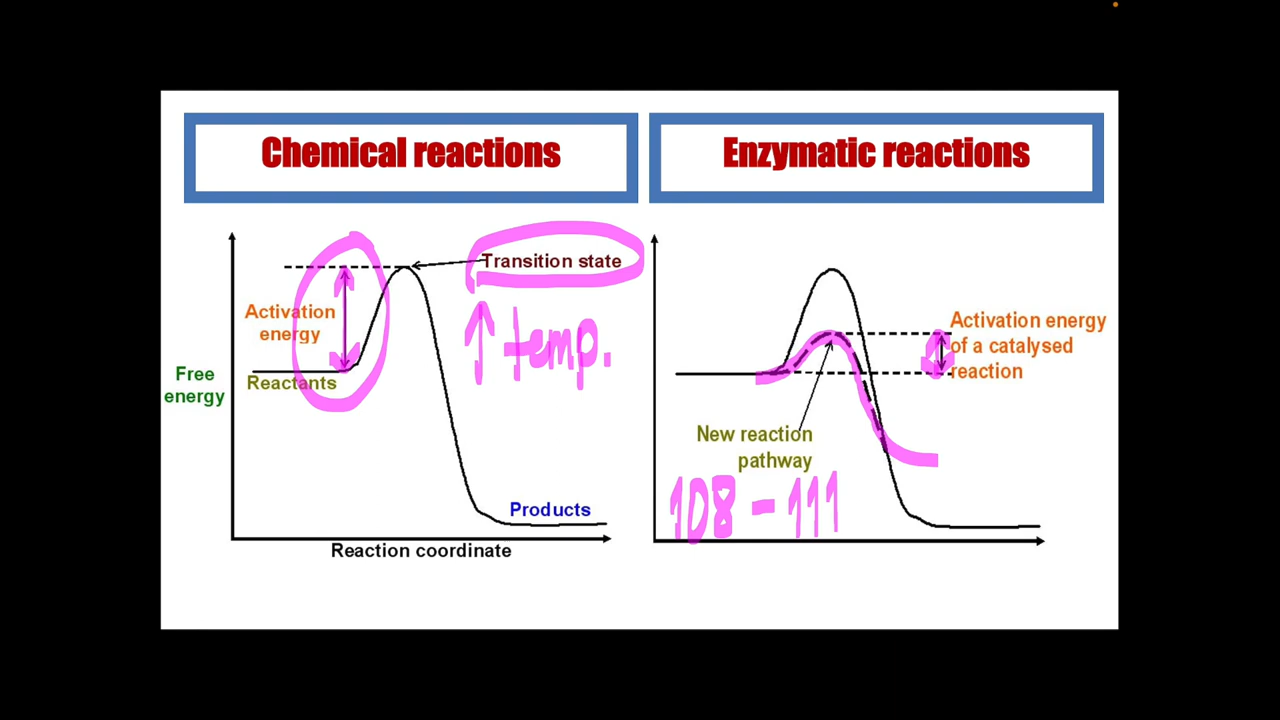 Chemical reactions
Enzymatic reactions
Transition state
Activation
energy
↑ temp.
Reactants
Free
energy
Products
Reaction coordinate
Activation energy
of a catalysed
reaction
New reaction
pathway
108 - 111